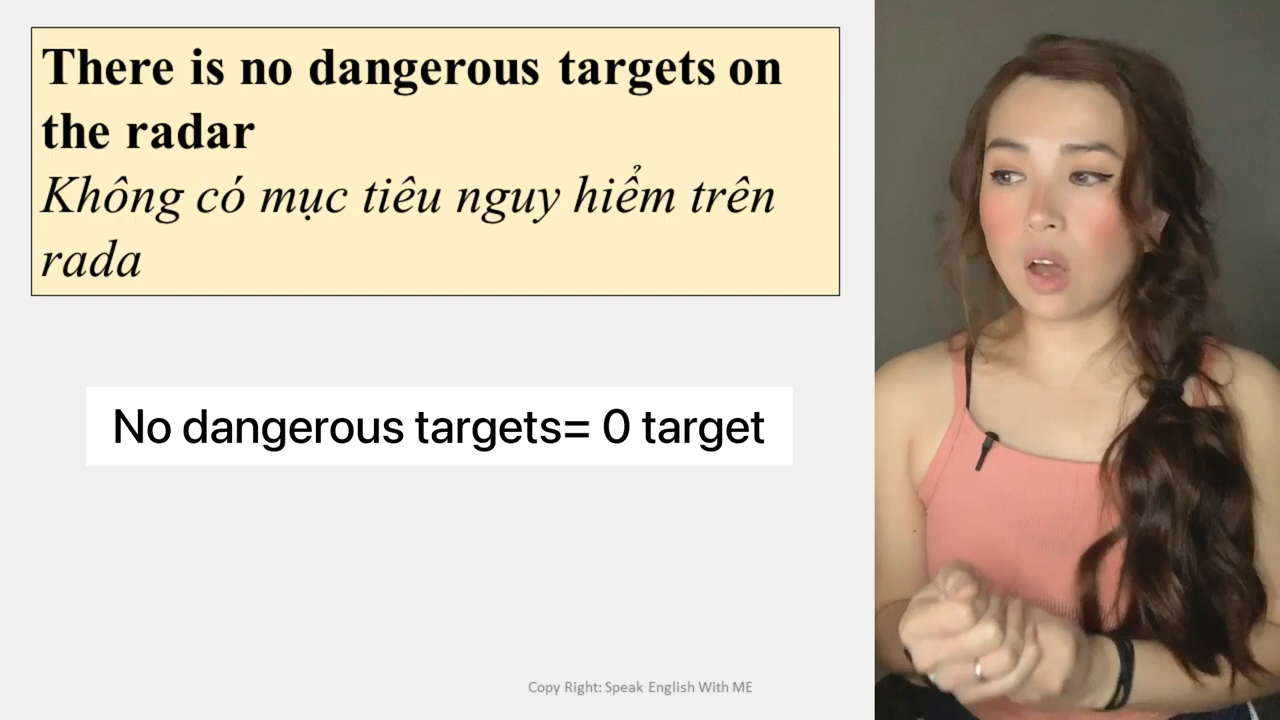 There is no dangerous targets on
the radar
Không có mục tiêu nguy hiểm trên
rada
No dangerous targets= 0 target
Copy Right: Speak English With ME